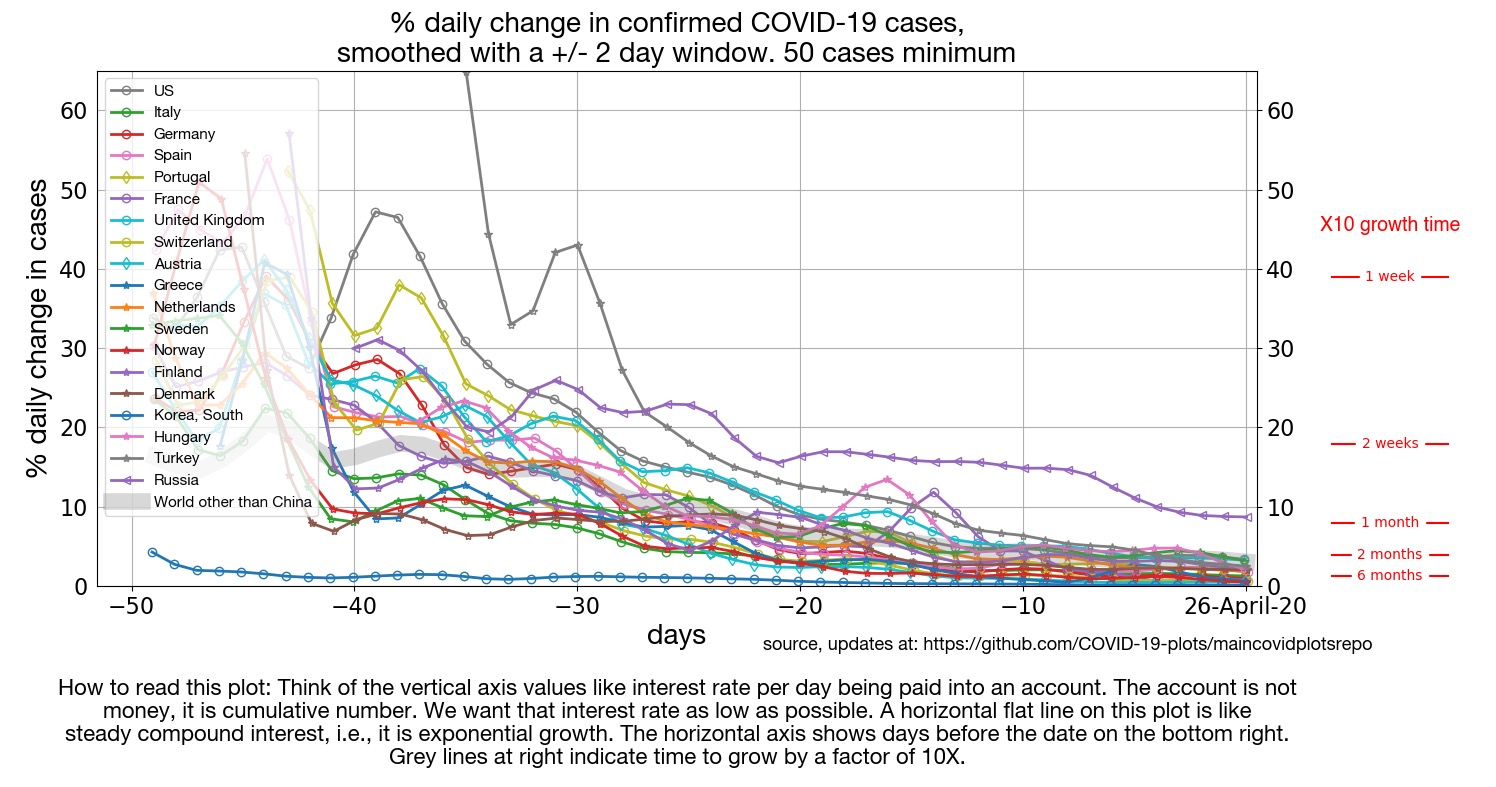 % daily change in confirmed COVID-19 cases,
smoothed with a +/- 2 day window. 50 cases minimum
% daily change in cases
60
50
40
30
20
10
0
US
Italy
Germany
Spain
Portugal
France
United Kingdom
Switzerland
Austria
Greece
Netherlands
Sweden
Norway
Finland
Denmark
Korea, South
Hungary
Turkey
Russia
World other than China
60
50
40
30
20
10
0
X10 growth time
1 week
2 weeks
1 month
2 months
6 months
−50
−40
−30
−20
−10
26-April-20
days
source, updates at: https://github.com/COVID-19-plots/maincovidplotsrepo
How to read this plot: Think of the vertical axis values like interest rate per day being paid into an account. The account is not
money, it is cumulative number. We want that interest rate as low as possible. A horizontal flat line on this plot is like
steady compound interest, i.e., it is exponential growth. The horizontal axis shows days before the date on the bottom right.
Grey lines at right indicate time to grow by a factor of 10X.